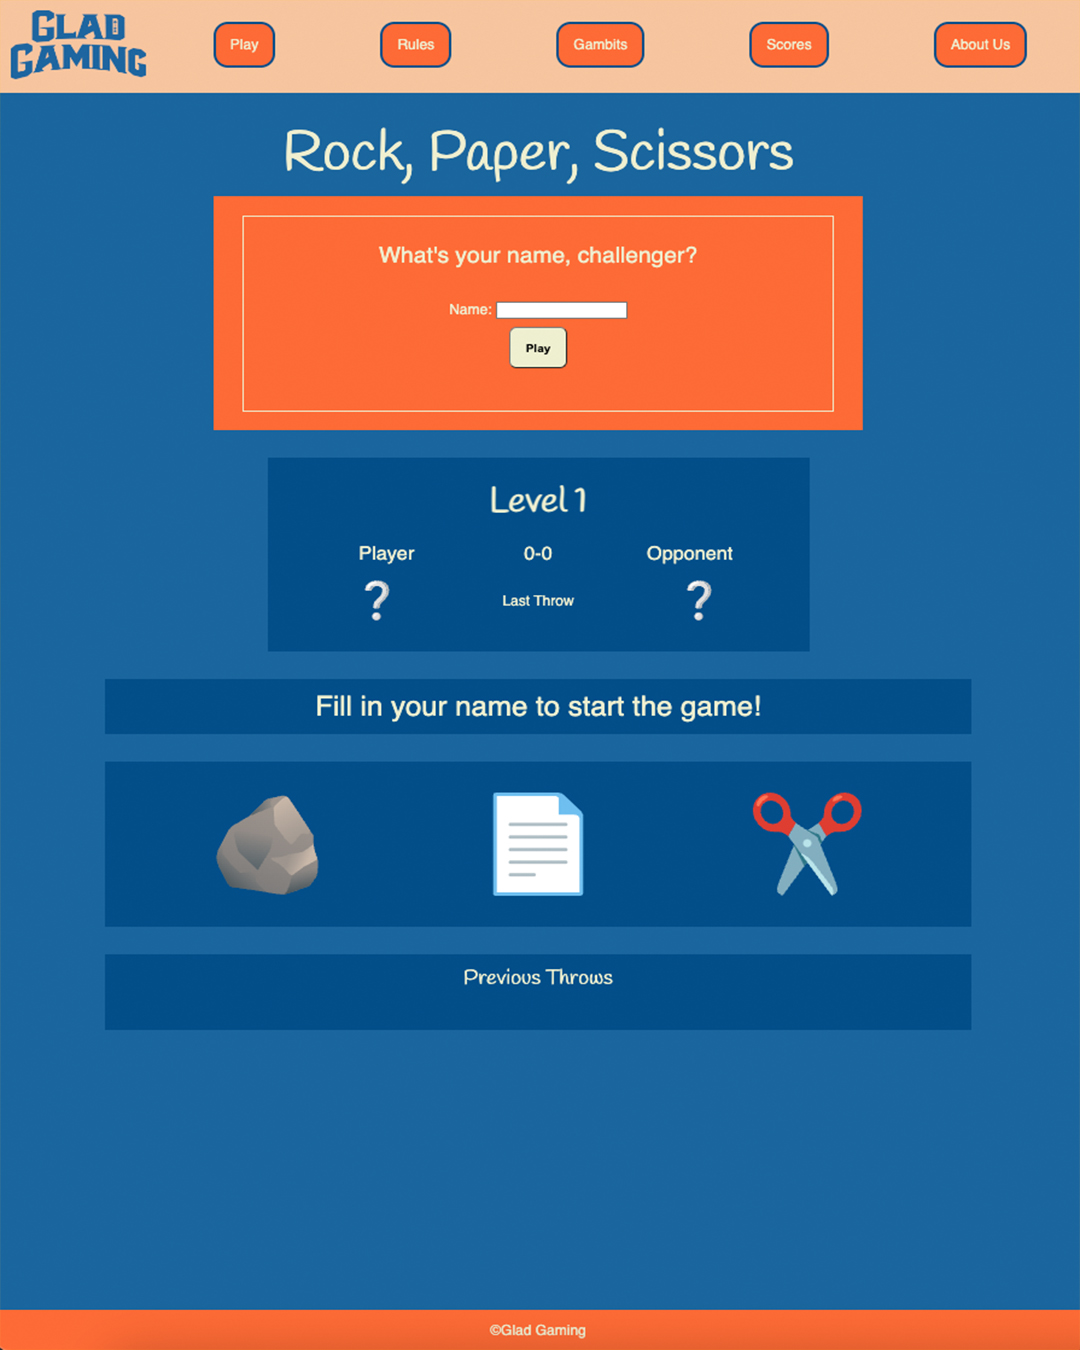 GLAD
GAMING
Play
Rules
Gambits
Scores
About Us
Rock, Paper, Scissors
What's your name, challenger?
Name:
Play
Level 1
Player
0-0
Opponent
❔
Last Throw
❔
Fill in your name to start the game!
Previous Throws
©Glad Gaming